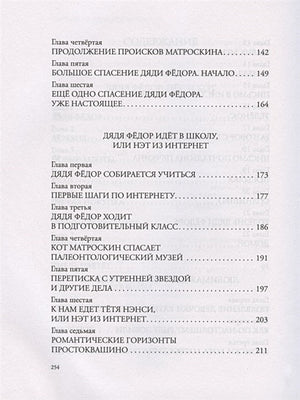 Глава четвёртая
ПРОДОЛЖЕНИЕ ПРОИСКОВ МАТРОСКИНА. 142
Глава пятая
БОЛЬШОЕ СПАСЕНИЕ ДЯДИ ФЁДОРА. НАЧАЛО. 149
Глава шестая
ЕЩЁ ОДНО СПАСЕНИЕ ДЯДИ ФЁДОРА.
УЖЕ НАСТОЯЩЕЕ. 164
ДЯДЯ ФЁДОР ИДЁТ В ШКОЛУ,
ИЛИ НЭТ ИЗ ИНТЕРНЕТ
Глава первая
ДЯДЯ ФЁДОР СОБИРАЕТСЯ УЧИТЬСЯ 173
Глава вторая
ПЕРВЫЕ ШАГИ ПО ИНТЕРНЕТУ 177
Глава третья
ДЯДЯ ФЁДОР ХОДИТ
В ПОДГОТОВИТЕЛЬНЫЙ КЛАСС 186
Глава четвёртая
КОТ МАТРОСКИН СПАСАЕТ
ПАЛЕОНТОЛОГИЧЕСКИЙ МУЗЕЙ 191
Глава пятая
ПЕРЕПИСКА С УТРЕННЕЙ ЗВЕЗДОЙ
И ДРУГИЕ ДЕЛА 197
Глава шестая
К НАМ ЕДЕТ ТЁТЯ НЭНСИ,
ИЛИ НЭТ ИЗ ИНТЕРНЕТ. 203
Глава седьмая
РОМАНТИЧЕСКИЕ ГОРИЗОНТЫ
ПРОСТОКВАШИНО 211
254